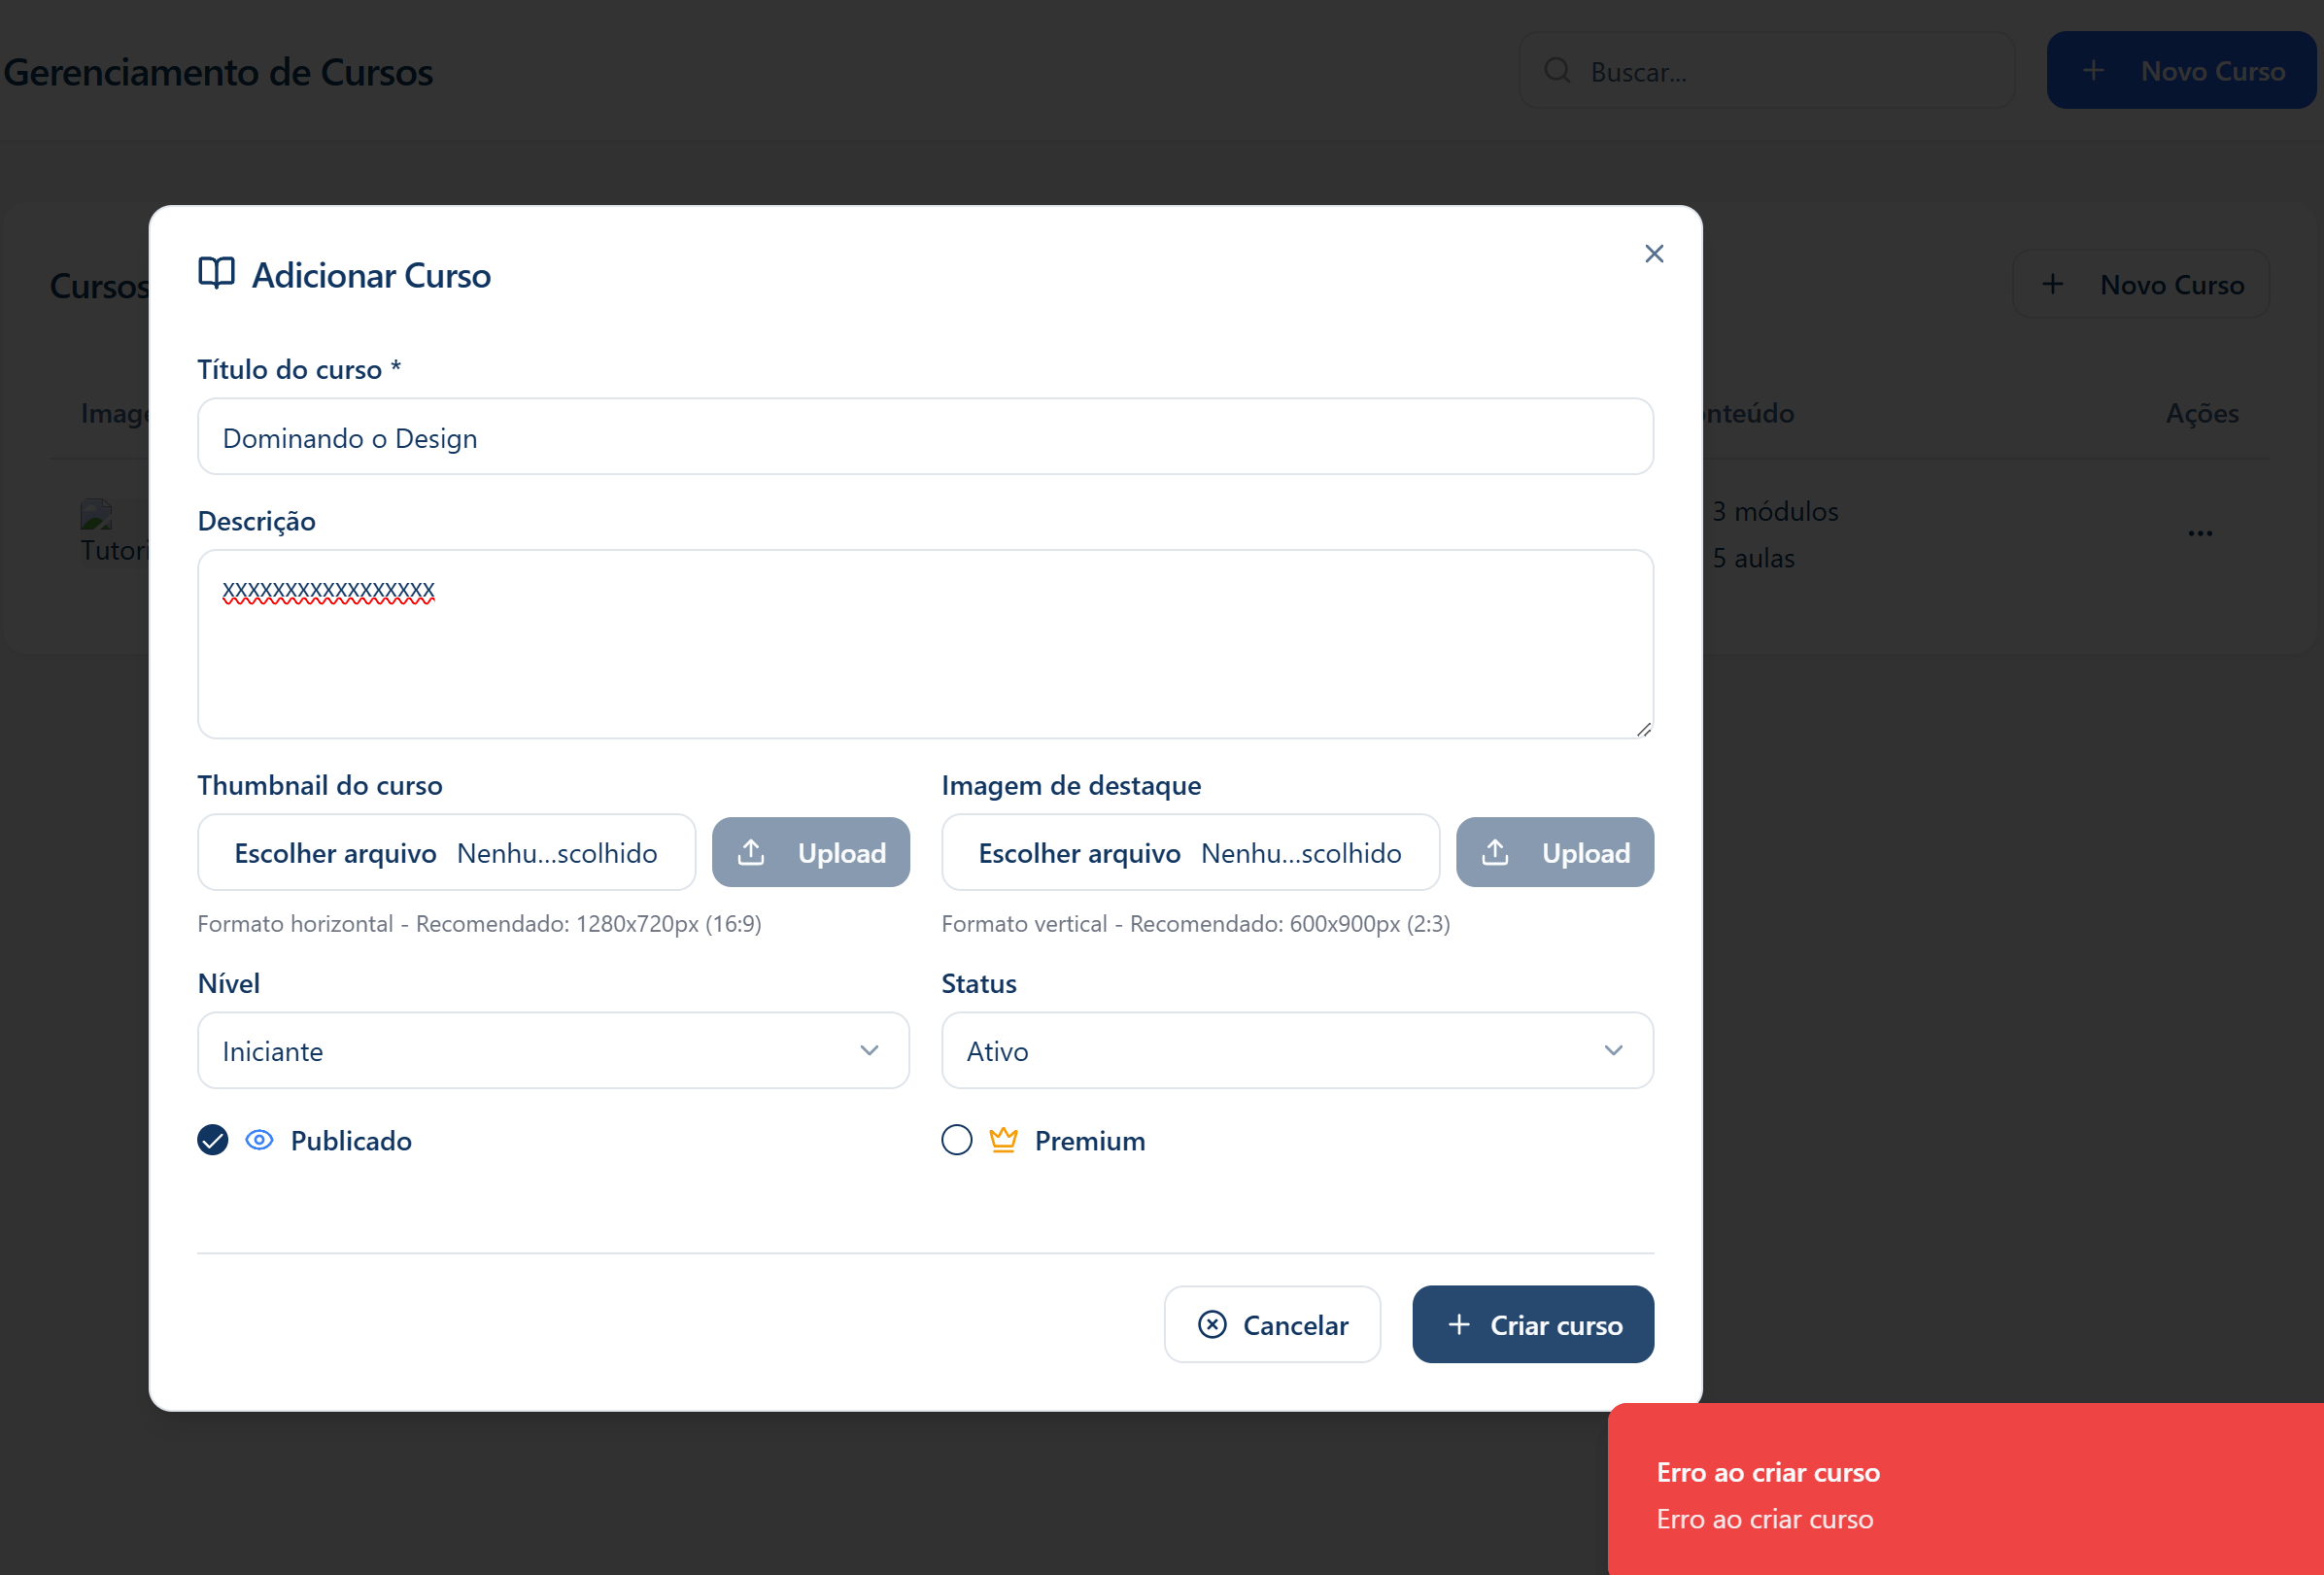 Gerenciamento de Cursos
Buscar...
Novo Curso
Cursos
Novo Curso
Adicionar Curso
Título do curso *
Dominando o Design
Image
nteúdo
Ações
Descrição
xxxxxxxxxxxxxxxxx
Tutori
3 módulos
5 aulas
...
Thumbnail do curso
Imagem de destaque
Escolher arquivo Nenhu...scolhido
Upload
Escolher arquivo Nenhu...scolhido
Upload
Formato horizontal - Recomendado: 1280x720px (16:9)
Formato vertical - Recomendado: 600x900px (2:3)
Nível
Status
Iniciante
Ativo
Publicado
Premium
Cancelar
Criar curso
Erro ao criar curso
Erro ao criar curso